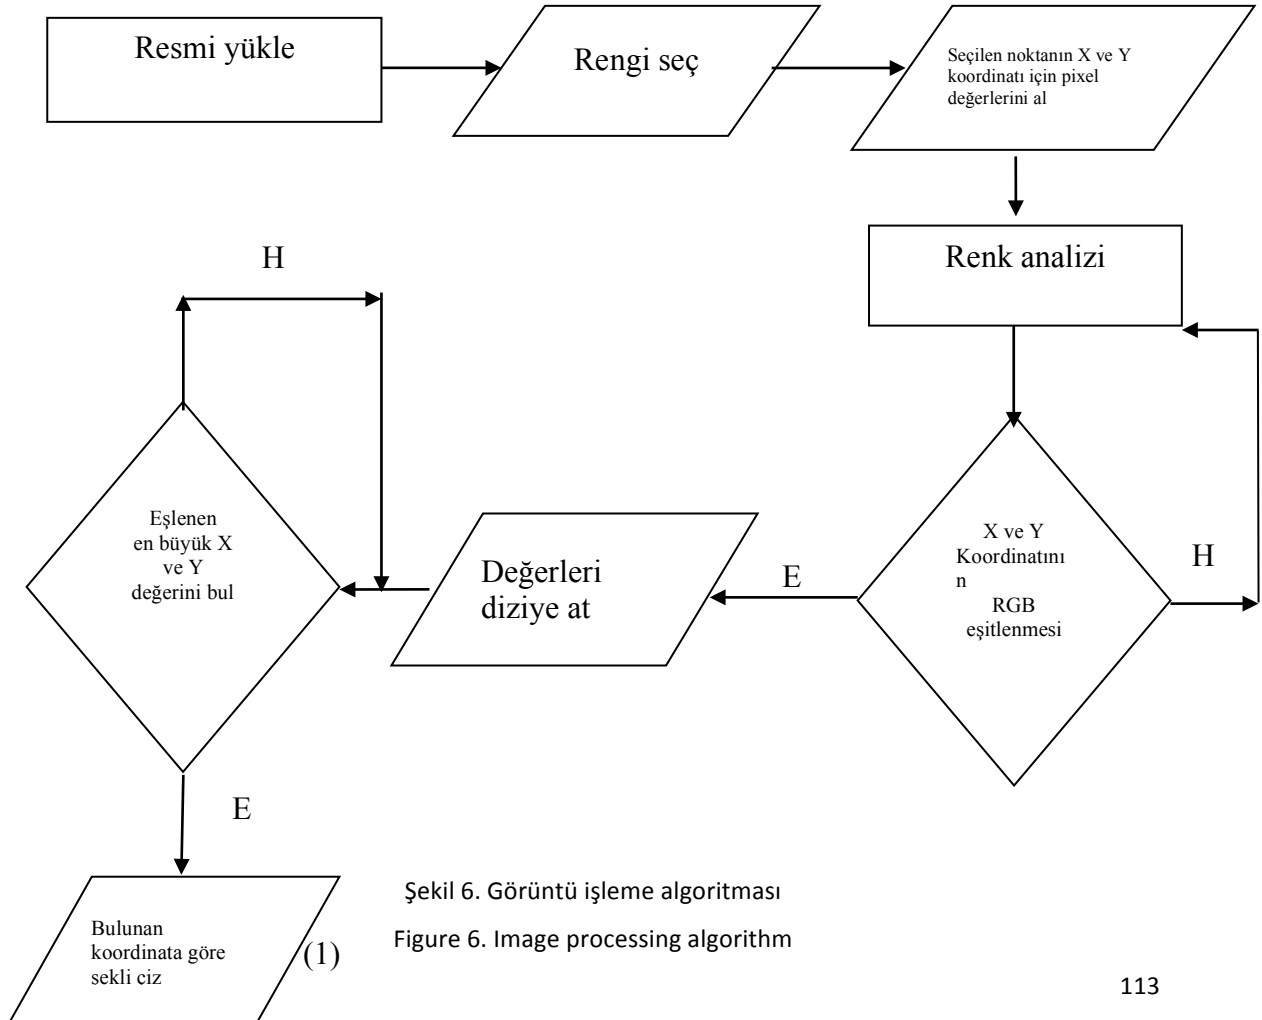 Resmi yükle
Rengi seç
Seçilen noktanın X ve Y
koordinatı için pixel
değerlerini al
Renk analizi
H
X ve Y
Koordinatını
n
RGB
eşitlenmesi
H
E
Değerleri
diziye at
Eşlenen
en büyük X
ve Y
değerini bul
E
Bulunan
koordinata göre
sekli ciz
(1)
Şekil 6. Görüntü işleme algoritması
Figure 6. Image processing algorithm
113